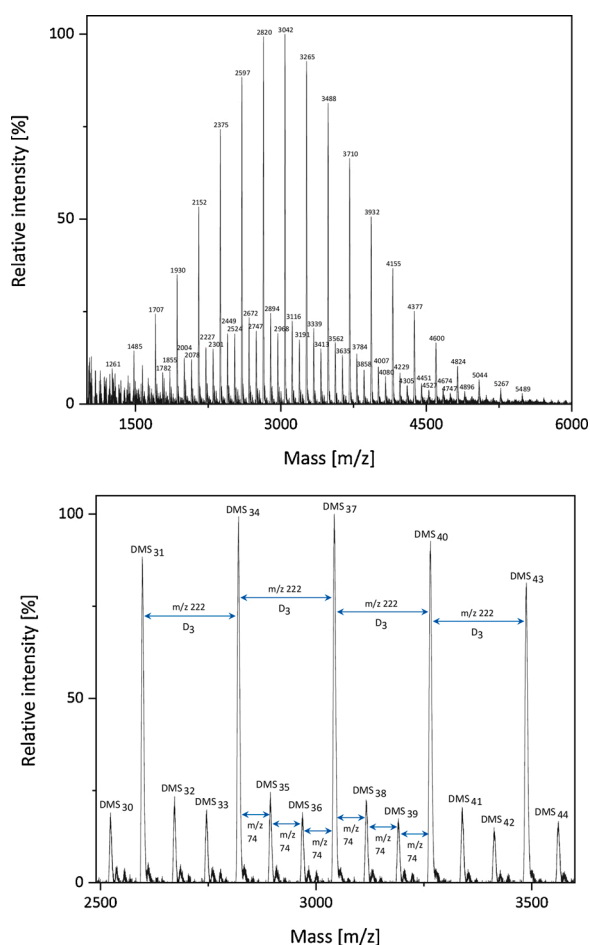 Relative intensity [%]
100
50
0
1500
3000
4500
6000
Mass [m/z]
1261
1485
1707
1782
1855
1930
2004
2078
2152
2227
2301
2375
2449
2524
2597
2672
2747
2820
2894
2968
3042
3116
3191
3265
3339
3413
3488
3562
3635
3710
3784
3858
3932
4007
4080
4155
4229
4305
4377
4451
4527
4600
4674
4747
4824
4896
5044
5267
5489
Relative intensity [%]
100
50
0
2500
3000
3500
Mass [m/z]
DMS 30
DMS 31
DMS 32
DMS 33
DMS 34
DMS 35
DMS 36
DMS 37
DMS 38
DMS 39
DMS 40
DMS 41
DMS 42
DMS 43
DMS 44
m/z 222
D3
m/z 222
D3
m/z 222
D3
m/z 222
D3
m/z
74
m/z
74
m/z
74
m/z
74
m/z
74
m/z
74